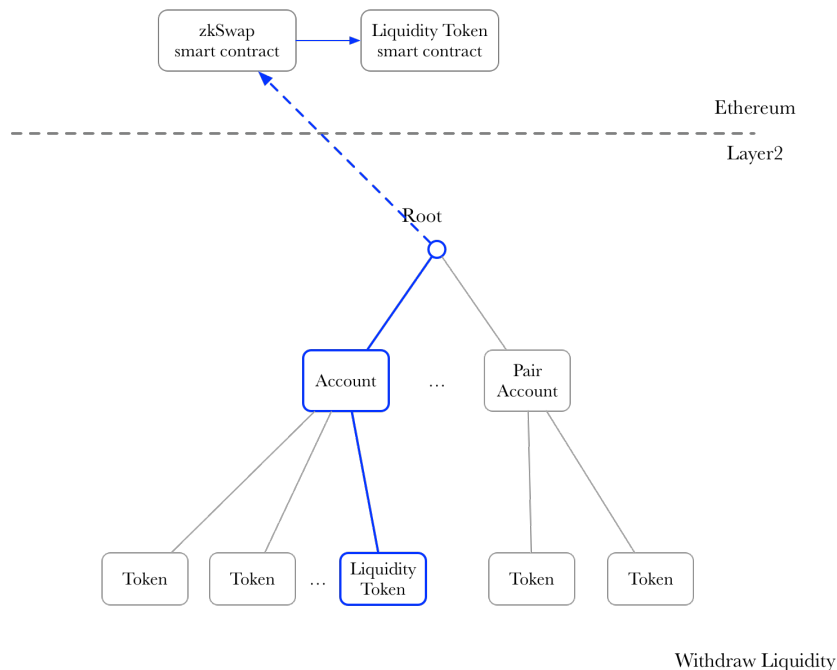 zkSwap
smart contract
Liquidity Token
smart contract
Ethereum
Layer2
Root
Account
...
Pair
Account
Token
Token
...
Liquidity
Token
Token
Token
Withdraw Liquidity